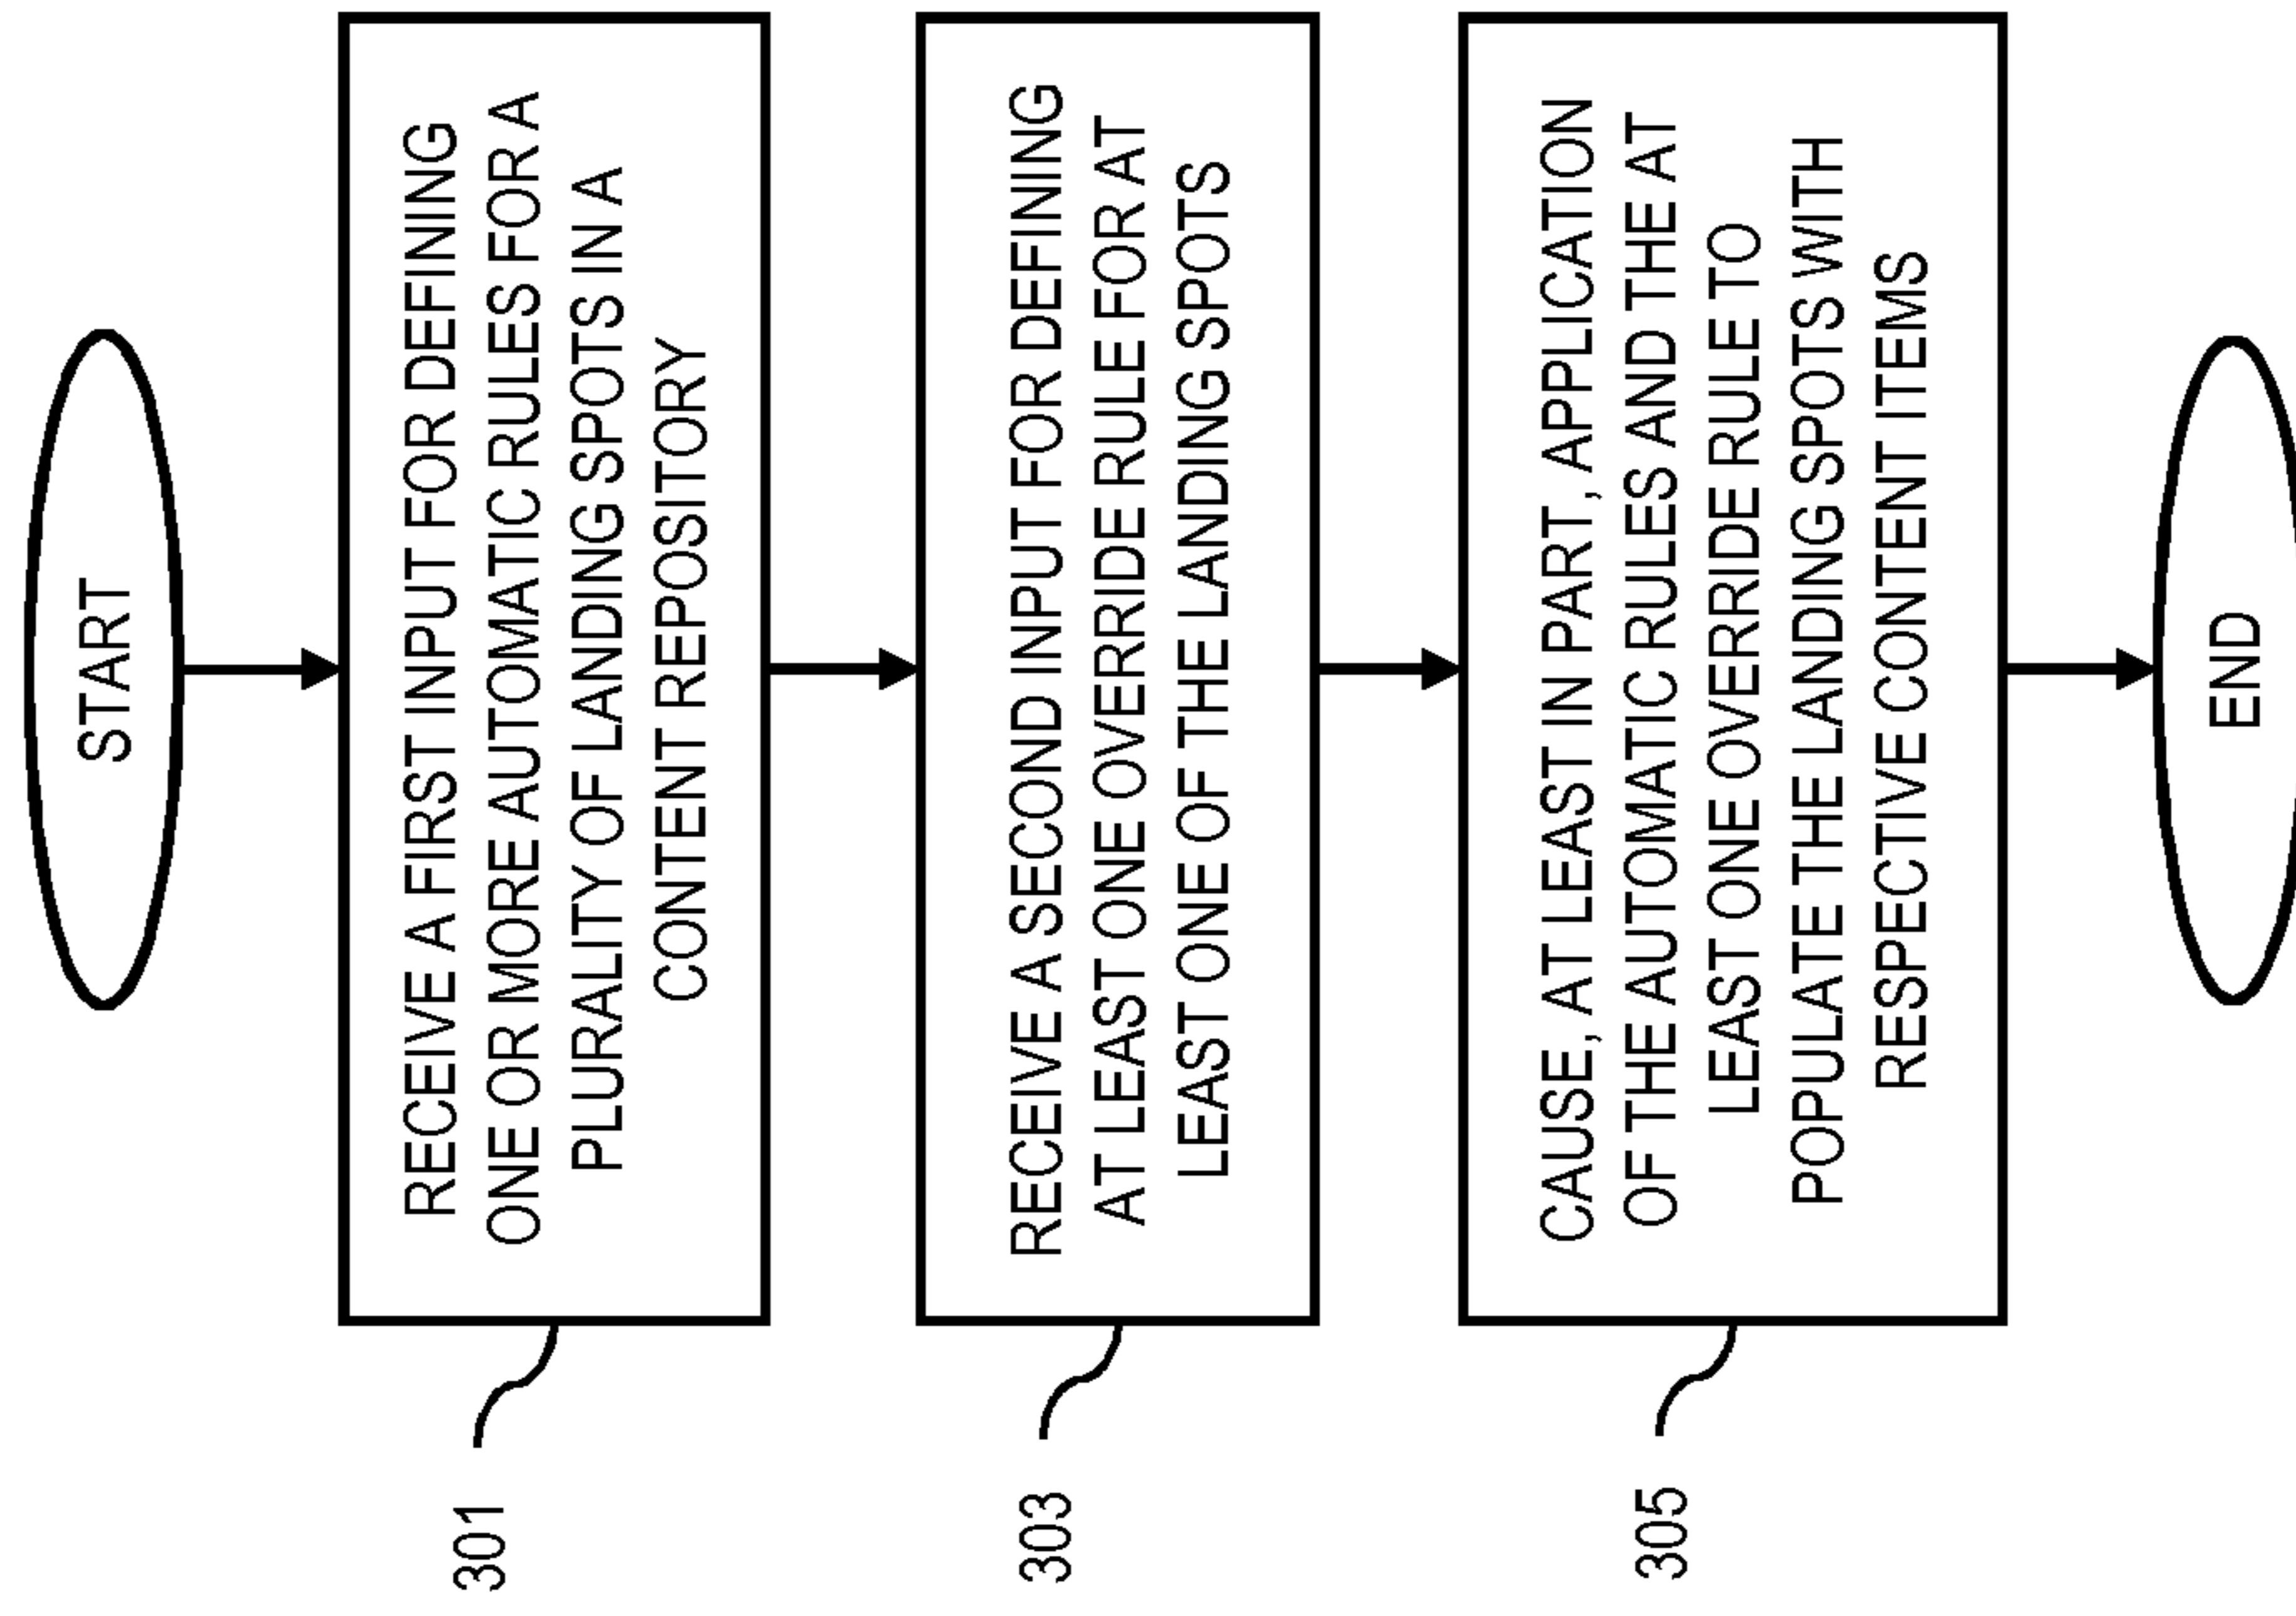 START
301
RECEIVE A FIRST INPUT FOR DEFINING
ONE OR MORE AUTOMATIC RULES FOR A
PLURALITY OF LANDING SPOTS IN A
CONTENT REPOSITORY
303
RECEIVE A SECOND INPUT FOR DEFINING
AT LEAST ONE OVERRIDE RULE FOR AT
LEAST ONE OF THE LANDING SPOTS
305
CAUSE, AT LEAST IN PART, APPLICATION
OF THE AUTOMATIC RULES AND THE AT
LEAST ONE OVERRIDE RULE TO
POPULATE THE LANDING SPOTS WITH
RESPECTIVE CONTENT ITEMS
END